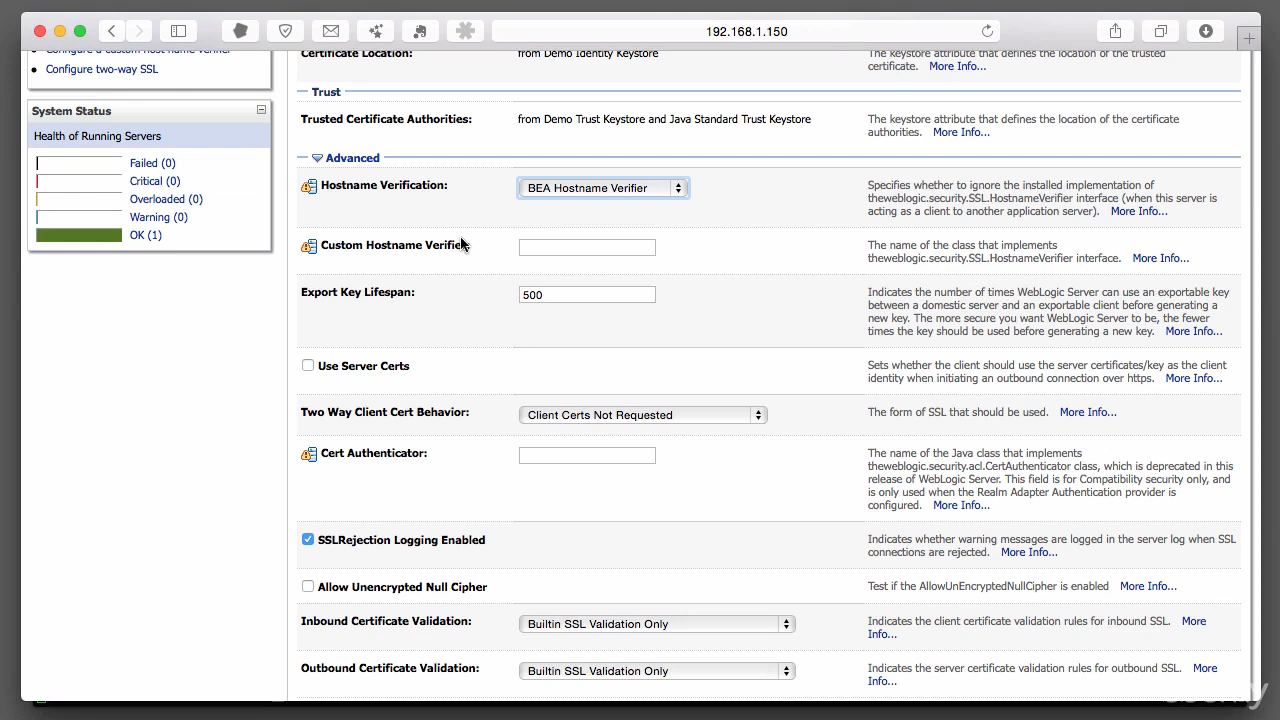 192.168.1.150
Configure two-way SSL
System Status
Health of Running Servers
Failed (0)
Critical (0)
Overloaded (0)
Warning (0)
OK (1)
Certificate Location:
from Demo Identity Keystore
The keystore attribute that defines the location of the trusted
certificate. More Info...
Trust
Trusted Certificate Authorities:
from Demo Trust Keystore and Java Standard Trust Keystore
The keystore attribute that defines the location of the certificate
authorities. More Info...
Advanced
Hostname Verification:
BEA Hostname Verifier
Specifies whether to ignore the installed implementation of
theweblogic.security.SSL.HostnameVerifier interface (when this server is
acting as a client to another application server). More Info...
Custom Hostname Verifier
The name of the class that implements
theweblogic.security.SSL.HostnameVerifier interface. More Info...
Export Key Lifespan:
500
Indicates the number of times WebLogic Server can use an exportable key
between a domestic server and an exportable client before generating a
new key. The more secure you want WebLogic Server to be, the fewer
times the key should be used before generating a new key. More Info...
Use Server Certs
Sets whether the client should use the server certificates/key as the client
identity when initiating an outbound connection over https. More Info...
Two Way Client Cert Behavior:
Client Certs Not Requested
The form of SSL that should be used. More Info...
Cert Authenticator:
The name of the Java class that implements
theweblogic.security.acl.CertAuthenticator class, which is deprecated in this
release of WebLogic Server. This field is for Compatibility security only, and
is only used when the Realm Adapter Authentication provider is
configured. More Info...
SSLRejection Logging Enabled
Indicates whether warning messages are logged in the server log when SSL
connections are rejected. More Info...
Allow Unencrypted Null Cipher
Test if the AllowUnEncryptedNullCipher is enabled More Info...
Inbound Certificate Validation:
Builtin SSL Validation Only
Indicates the client certificate validation rules for inbound SSL. More
Info...
Outbound Certificate Validation:
Builtin SSL Validation Only
Indicates the server certificate validation rules for outbound SSL. More
Info...